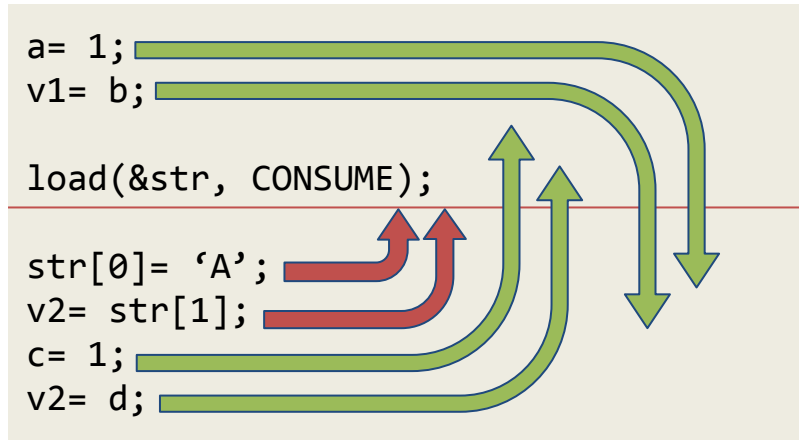 a= 1;
v1= b;
load(&str, CONSUME);
str[0]= ‘A’;
v2= str[1];
c= 1;
v2= d;